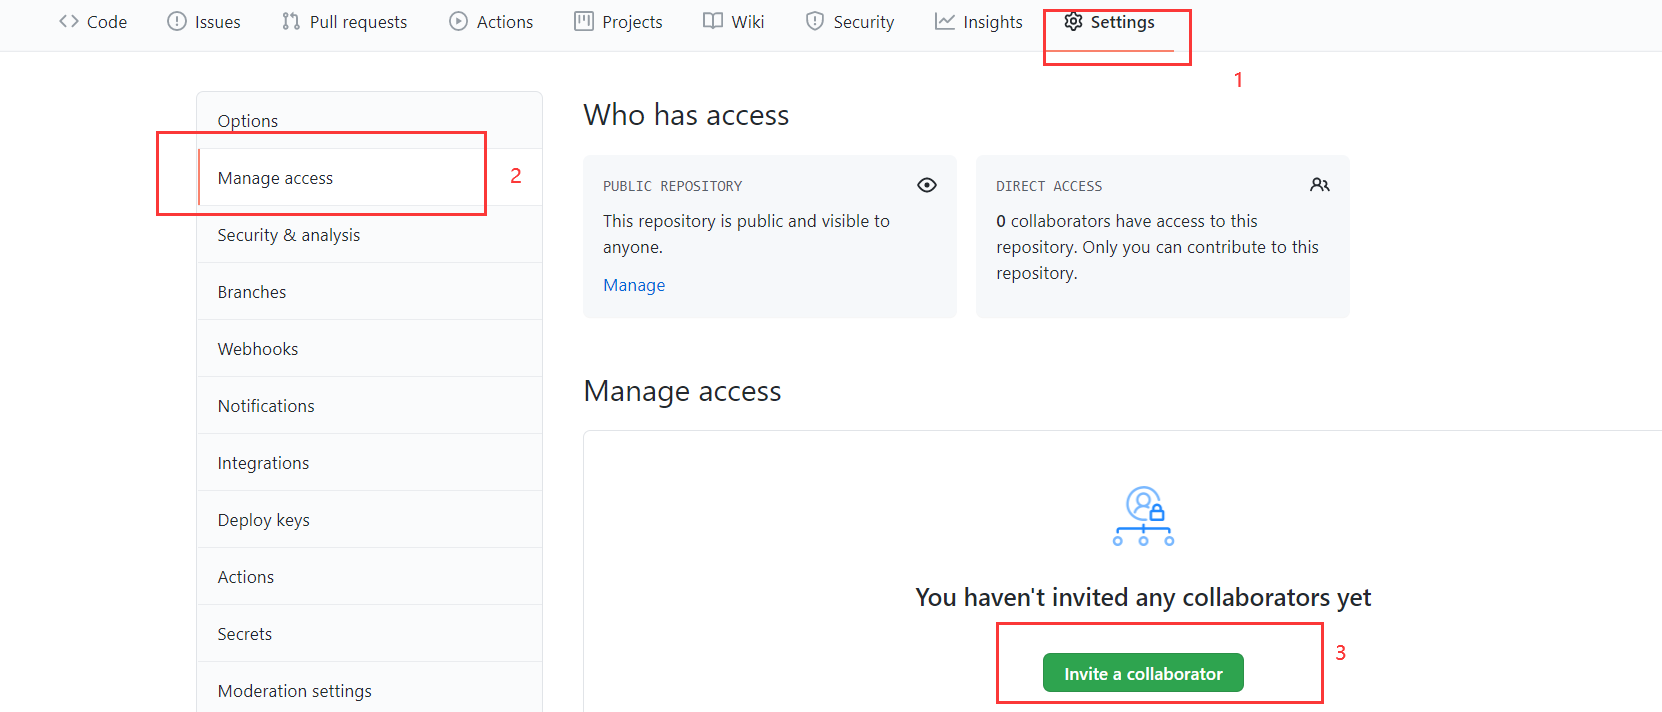 Code Issues Pull requests Actions Projects Wiki Security Insights Settings
1
Options
Manage access
2
Security & analysis
Branches
Webhooks
Notifications
Integrations
Deploy keys
Actions
Secrets
Moderation settings
Who has access
PUBLIC REPOSITORY
This repository is public and visible to
anyone.
Manage
DIRECT ACCESS
0 collaborators have access to this
repository. Only you can contribute to this
repository.
Manage access
You haven't invited any collaborators yet
Invite a collaborator
3